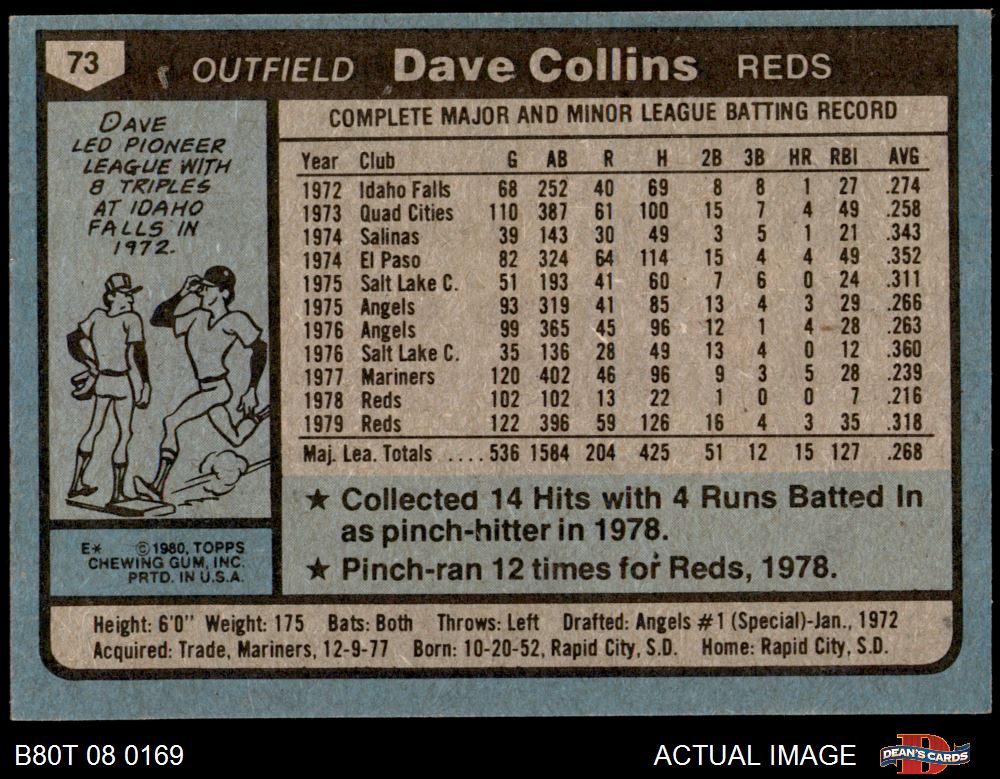 73 OUTFIELD Dave Collins REDS
DAVE
LED PIONEER
LEAGUE WITH
8 TRIPLES
AT IDAHO
FALLS IN
1972.
COMPLETE MAJOR AND MINOR LEAGUE BATTING RECORD
Year Club G AB R H 2B 3B HR RBI AVG
1972 Idaho Falls 68 252 40 69 8 8 1 27 .274
1973 Quad Cities 110 387 61 100 15 7 4 49 .258
1974 Salinas 39 143 30 49 3 5 1 21 .343
1974 El Paso 82 324 64 114 15 4 4 49 .352
1975 Salt Lake C. 51 193 41 60 7 6 0 24 .311
1975 Angels 93 319 41 85 13 4 3 29 .266
1976 Angels 99 365 45 96 12 1 4 28 .263
1976 Salt Lake C. 35 136 28 49 13 4 0 12 .360
1977 Mariners 120 402 46 96 9 3 5 28 .239
1978 Reds 102 102 13 22 1 0 0 7 .216
1979 Reds 122 396 59 126 16 4 3 35 .318
Maj. Lea. Totals .... 536 1584 204 425 51 12 15 127 .268
★ Collected 14 Hits with 4 Runs Batted In
as pinch-hitter in 1978.
★ Pinch-ran 12 times for Reds, 1978.
E* © 1980, TOPPS
CHEWING GUM, INC.
PRTD. IN U.S.A.
Height: 6'0" Weight: 175 Bats: Both Throws: Left Drafted: Angels #1 (Special)-Jan., 1972
Acquired: Trade, Mariners, 12-9-77 Born: 10-20-52, Rapid City, S.D. Home: Rapid City, S.D.
B80T 08 0169 ACTUAL IMAGE D DEAN'S CARDS